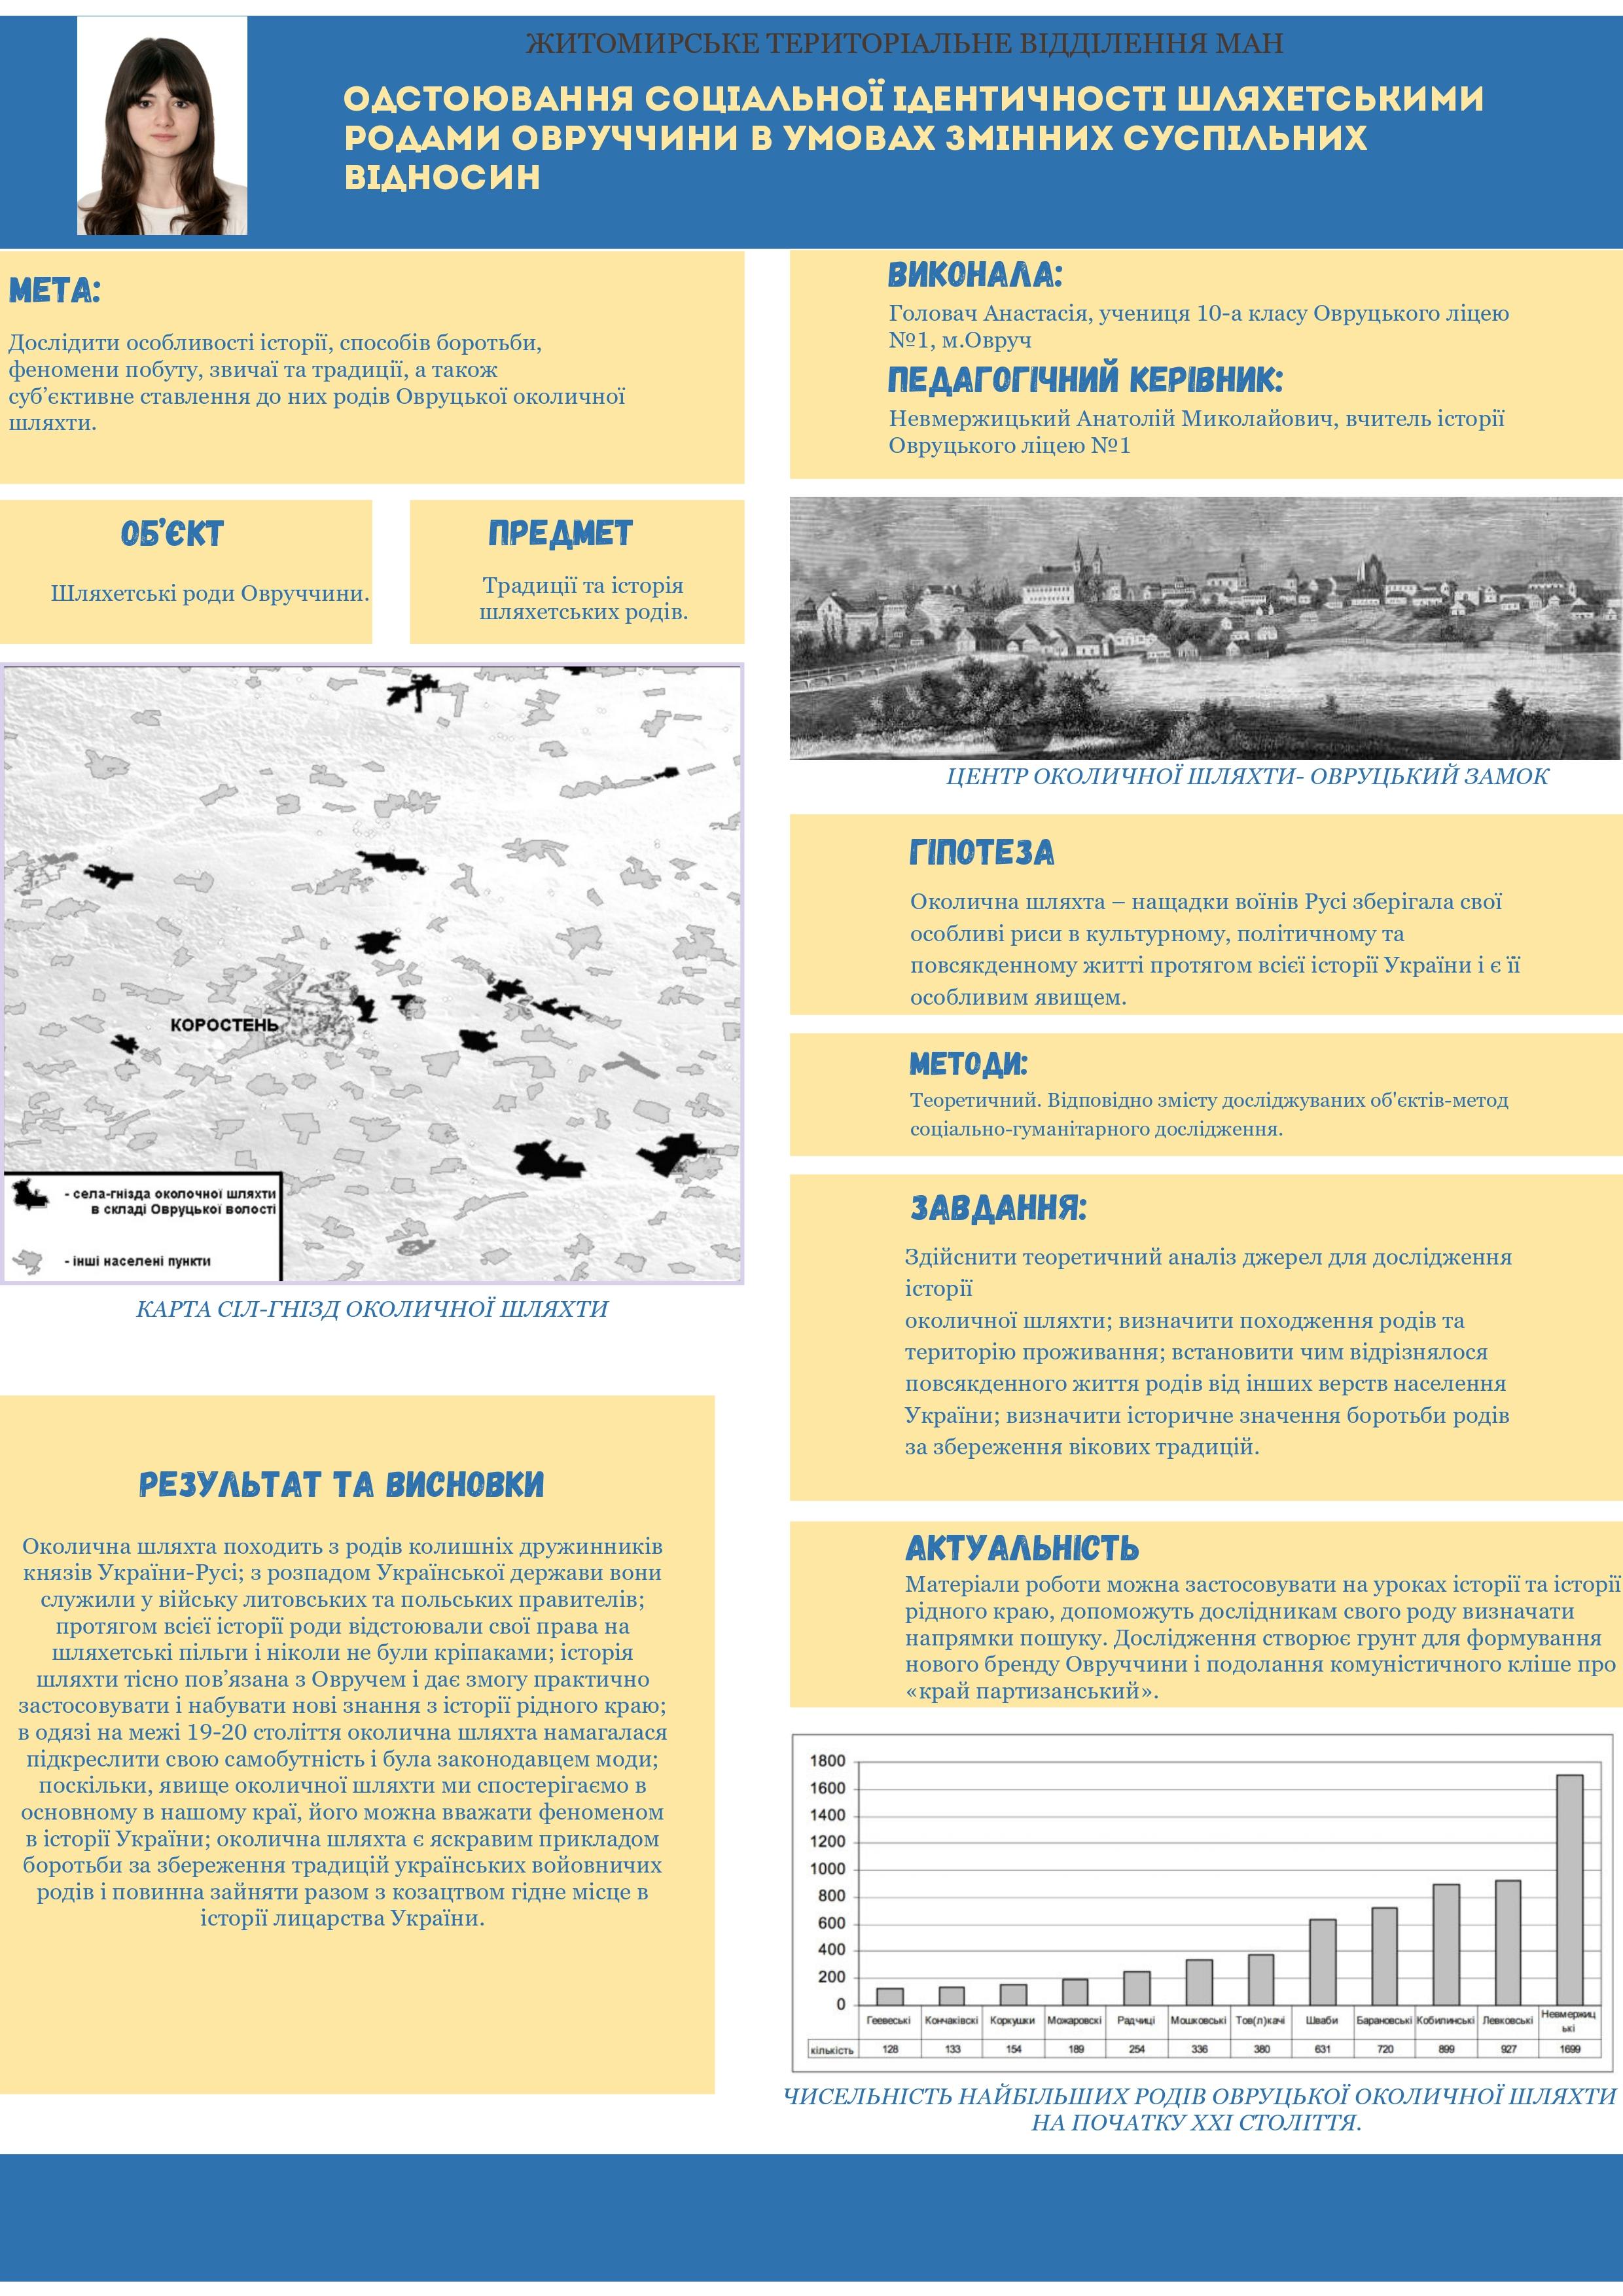 ЖИТОМИРСЬКЕ ТЕРИТОРІАЛЬНЕ ВІДДІЛЕННЯ МАН
ОДСТОЮВАННЯ СОЦІАЛЬНОЇ ІДЕНТИЧНОСТІ ШЛЯХЕТСЬКИМИ
РОДАМИ ОВРУЧЧИНИ В УМОВАХ ЗМІННИХ СУСПІЛЬНИХ
ВІДНОСИН
МЕТА:
Дослідити особливості історії, способів боротьби,
феномени побуту, звичаї та традиції, а також
суб’єктивне ставлення до них родів Овруцької околичної
шляхти.
ВИКОНАЛА:
Головач Анастасія, учениця 10-а класу Овруцького ліцею
№1, м.Овруч
ПЕДАГОГІЧНИЙ КЕРІВНИК:
Невмержицький Анатолій Миколайович, вчитель історії
Овруцького ліцею №1
ОБ’ЄКТ
Шляхетські роди Овруччини.
ПРЕДМЕТ
Традиції та історія
шляхетських родів.
КОРОСТЕНЬ
- села-гнізда околочної шляхти
в складі Овруцької волості
- інші населені пункти
КАРТА СІЛ-ГНІЗД ОКОЛИЧНОЇ ШЛЯХТИ
РЕЗУЛЬТАТ ТА ВИСНОВКИ
Околична шляхта походить з родів колишніх дружинників
князів України-Русі; з розпадом Української держави вони
служили у війську литовських та польських правителів;
протягом всієї історії роди відстоювали свої права на
шляхетські пільги і ніколи не були кріпаками; історія
шляхти тісно пов’язана з Овручем і дає змогу практично
застосовувати і набувати нові знання з історії рідного краю;
в одязі на межі 19-20 століття околична шляхта намагалася
підкреслити свою самобутність і була законодавцем моди;
поскільки, явище околичної шляхти ми спостерігаємо в
основному в нашому краї, його можна вважати феноменом
в історії України; околична шляхта є яскравим прикладом
боротьби за збереження традицій українських войовничих
родів і повинна зайняти разом з козацтвом гідне місце в
історії лицарства України.
ЦЕНТР ОКОЛИЧНОЇ ШЛЯХТИ- ОВРУЦЬКИЙ ЗАМОК
ГІПОТЕЗА
Околична шляхта – нащадки воїнів Русі зберігала свої
особливі риси в культурному, політичному та
повсякденному житті протягом всієї історії України і є її
особливим явищем.
МЕТОДИ:
Теоретичний. Відповідно змісту досліджуваних об'єктів-метод
соціально-гуманітарного дослідження.
ЗАВДАННЯ:
Здійснити теоретичний аналіз джерел для дослідження
історії
околичної шляхти; визначити походження родів та
територію проживання; встановити чим відрізнялося
повсякденного життя родів від інших верств населення
України; визначити історичне значення боротьби родів
за збереження вікових традицій.
АКТУАЛЬНІСТЬ
Матеріали роботи можна застосовувати на уроках історії та історії
рідного краю, допоможуть дослідникам свого роду визначати
напрямки пошуку. Дослідження створює грунт для формування
нового бренду Овруччини і подолання комуністичного кліше про
«край партизанський».
1800
1600
1400
1200
1000
800
600
400
200
0
Геевеські Кончаківскі Коркушки Можаровскі Радчиці Мошковські Тов(л)качі Шваби Барановські Кобилинські Левковські Невмержиц
ькі
кількість 128 133 154 189 254 336 380 631 720 899 927 1699
ЧИСЕЛЬНІСТЬ НАЙБІЛЬШИХ РОДІВ ОВРУЦЬКОЇ ОКОЛИЧНОЇ ШЛЯХТИ
НА ПОЧАТКУ XXI СТОЛІТТЯ.